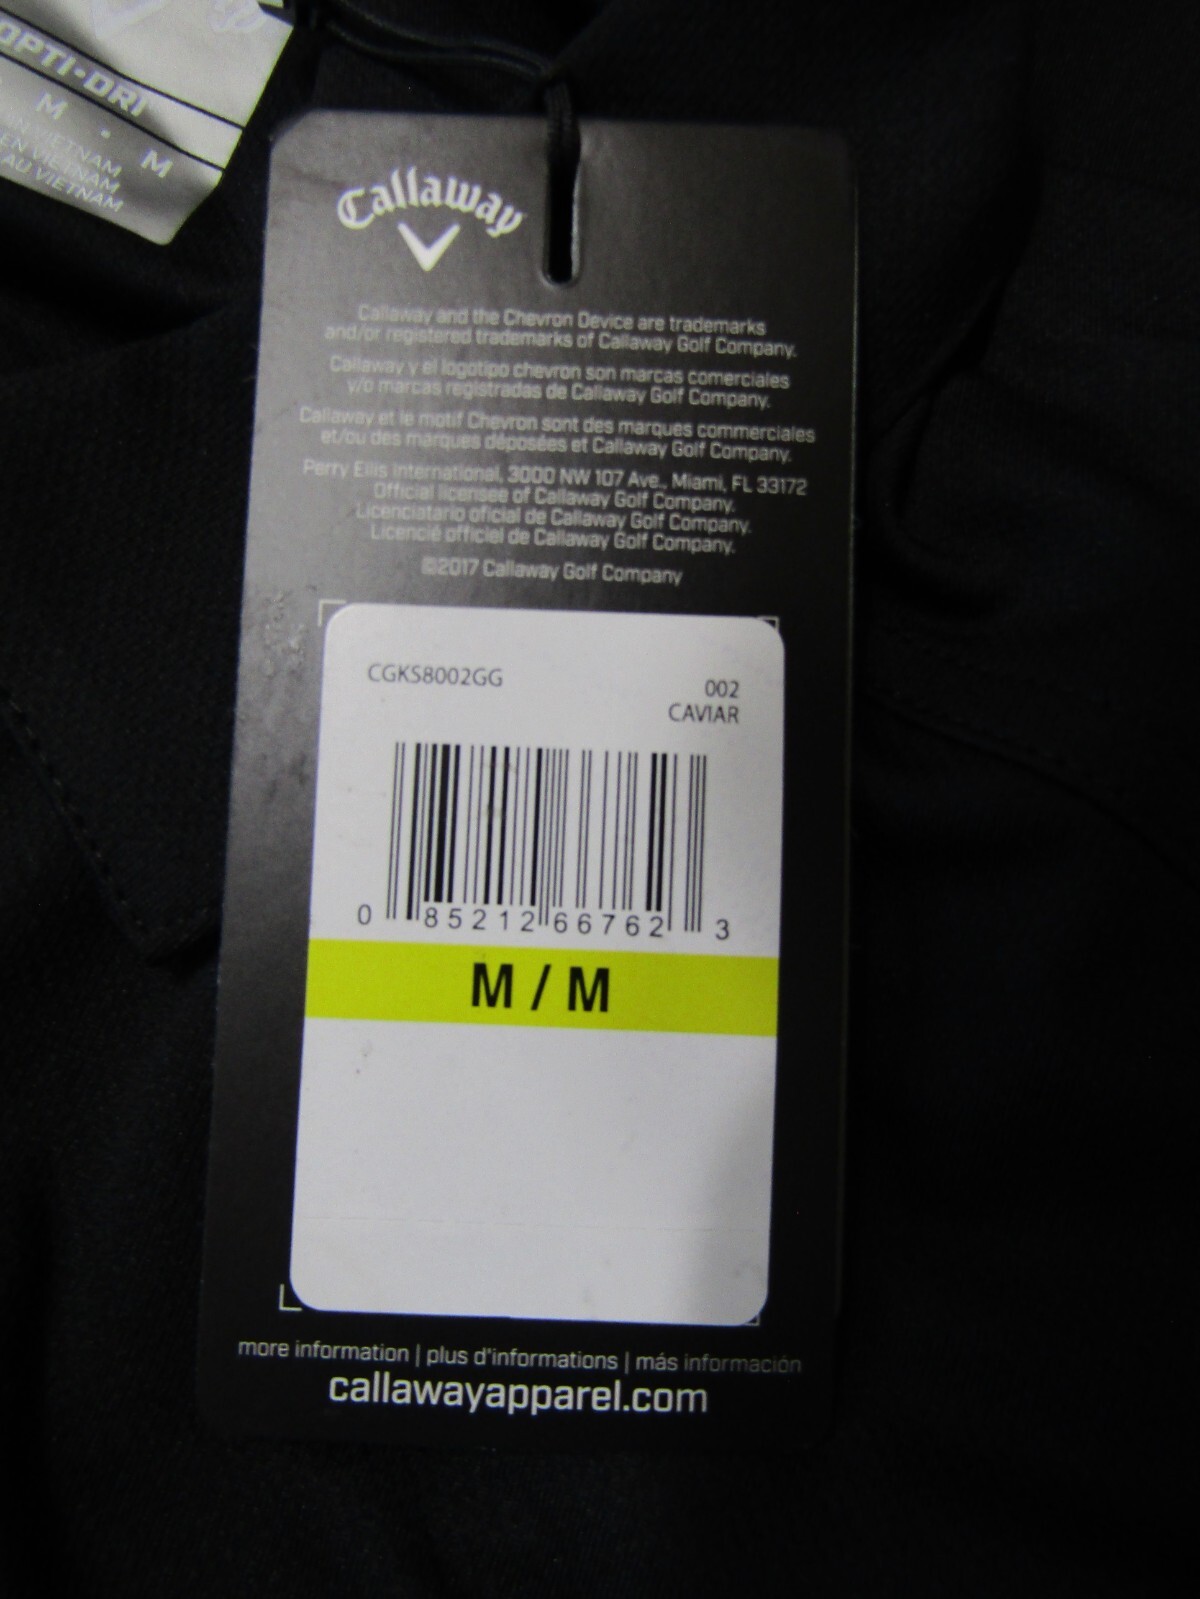 OPTI·DRI
M · M
VIETNAM
EN VIETNAM
AU VIETNAM
Callaway
Callaway and the Chevron Device are trademarks
and/or registered trademarks of Callaway Golf Company.
Callaway y el logotipo chevron son marcas comerciales
y/o marcas registradas de Callaway Golf Company.
Callaway et le motif Chevron sont des marques commerciales
et/ou des marques déposées et Callaway Golf Company.
Perry Ellis International, 3000 NW 107 Ave., Miami, FL 33172
Official licensee of Callaway Golf Company.
Licenciatario oficial de Callaway Golf Company.
Licencié officiel de Callaway Golf Company.
©2017 Callaway Golf Company
CGKS8002GG
002
CAVIAR
0 85212 66762 3
M / M
more information | plus d'informations | más información
callawayapparel.com